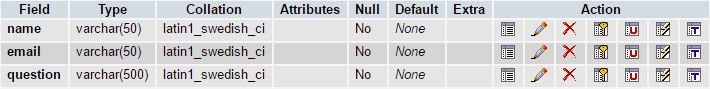 Field Type Collation Attributes Null Default Extra Action
name varchar(50) latin1_swedish_ci No None
email varchar(50) latin1_swedish_ci No None
question varchar(500) latin1_swedish_ci No None